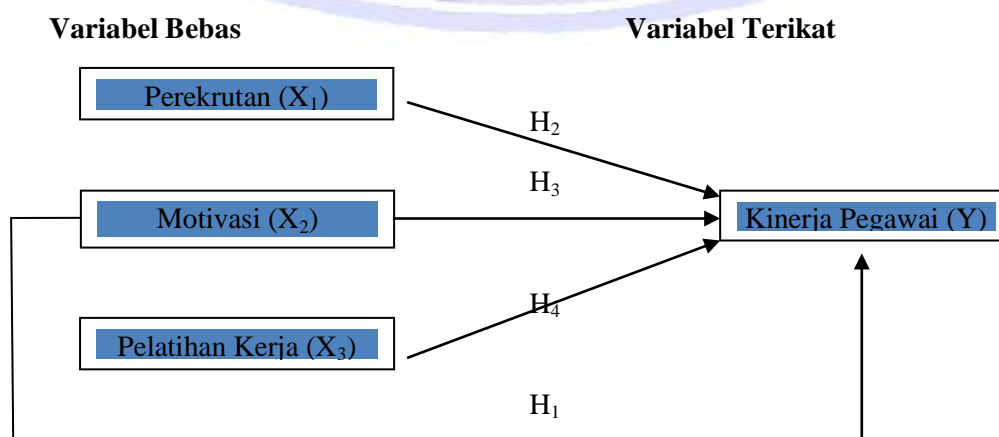 Variabel Bebas Variabel Terikat
Perekrutan (X₁)
H₂
H₃
Motivasi (X₂)
Kinerja Pegawai (Y)
H₄
Pelatihan Kerja (X₃)
H₁